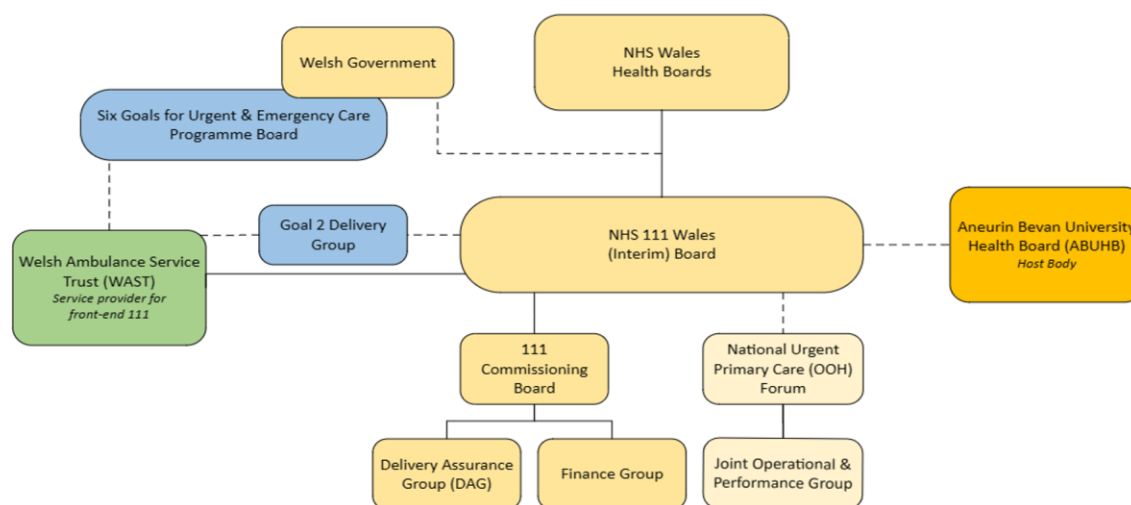 Welsh Government
NHS Wales
Health Boards
Six Goals for Urgent & Emergency Care
Programme Board
Goal 2 Delivery
Group
NHS 111 Wales
(Interim) Board
Aneurin Bevan University
Health Board (ABUHB)
Host Body
Welsh Ambulance Service
Trust (WAST)
Service provider for
front-end 111
111
Commissioning
Board
National Urgent
Primary Care (OOH)
Forum
Delivery Assurance
Group (DAG)
Finance Group
Joint Operational &
Performance Group